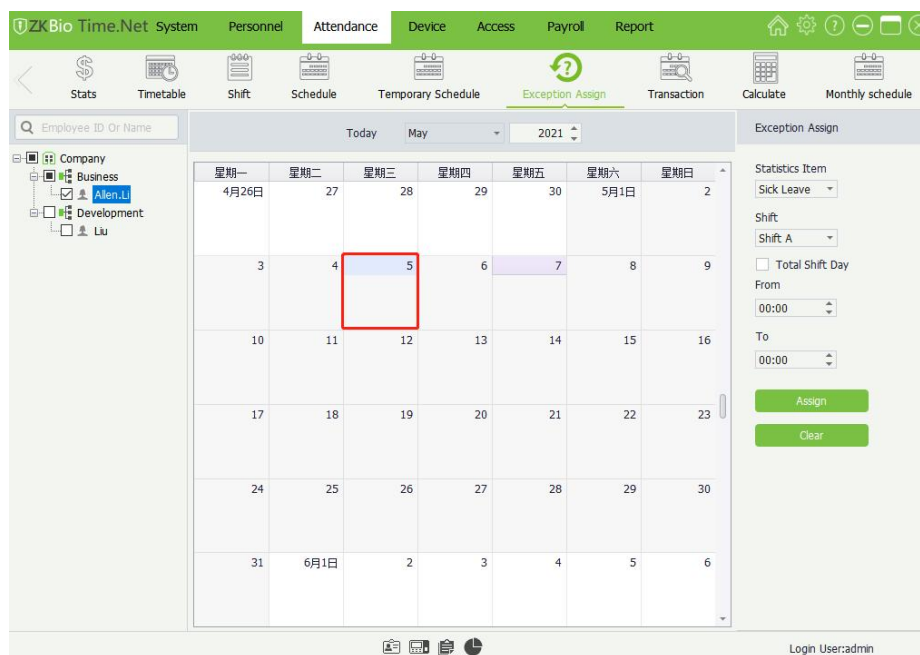 ZKBio Time.Net System Personnel Attendance Device Access Payroll Report
Stats Timetable Shift Schedule Temporary Schedule Exception Assign Transaction Calculate Monthly schedule
Employee ID Or Name
Today May 2021
Exception Assign
Company
Business
Allen.Li
Development
Liu
星期一 星期二 星期三 星期四 星期五 星期六 星期日
4月26日 27 28 29 30 5月1日 2
3 4 5 6 7 8 9
10 11 12 13 14 15 16
17 18 19 20 21 22 23
24 25 26 27 28 29 30
31 6月1日 2 3 4 5 6
Statistics Item
Sick Leave
Shift
Shift A
Total Shift Day
From
00:00
To
00:00
Assign
Clear
Login User:admin